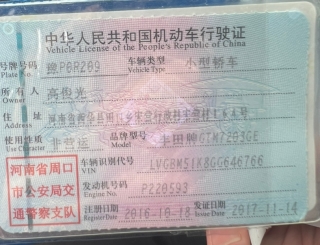 中华人民共和国机动车行驶证
Vehicle License of the People's Republic of China
号牌号码 豫P6R269 车辆类型 小型轿车
Plate No. Vehicle Type
所有人 高俊光
Owner
住址
Address
使用性质 非营运 品牌型号 丰田牌GTM7203GE
Use Character Model
河南省周口
市公安局交
通警察支队
车辆识别代号 LVGBM51K8GG646766
VIN
发动机号码 P220593
Engine No.
注册日期 2016-10-18 发证日期 2017-11-14
Register Date Issue Date